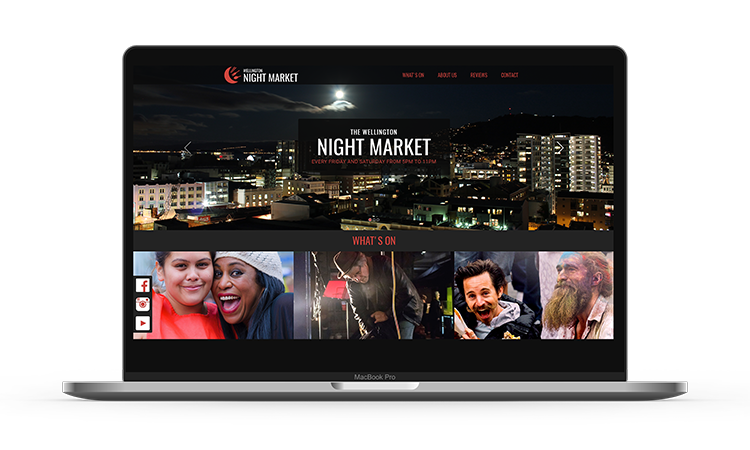 WELLINGTON
NIGHT MARKET
WHAT'S ON
ABOUT US
REVIEWS
CONTACT
THE WELLINGTON
NIGHT MARKET
EVERY FRIDAY AND SATURDAY FROM 5PM TO 11PM
WHAT'S ON
MacBook Pro